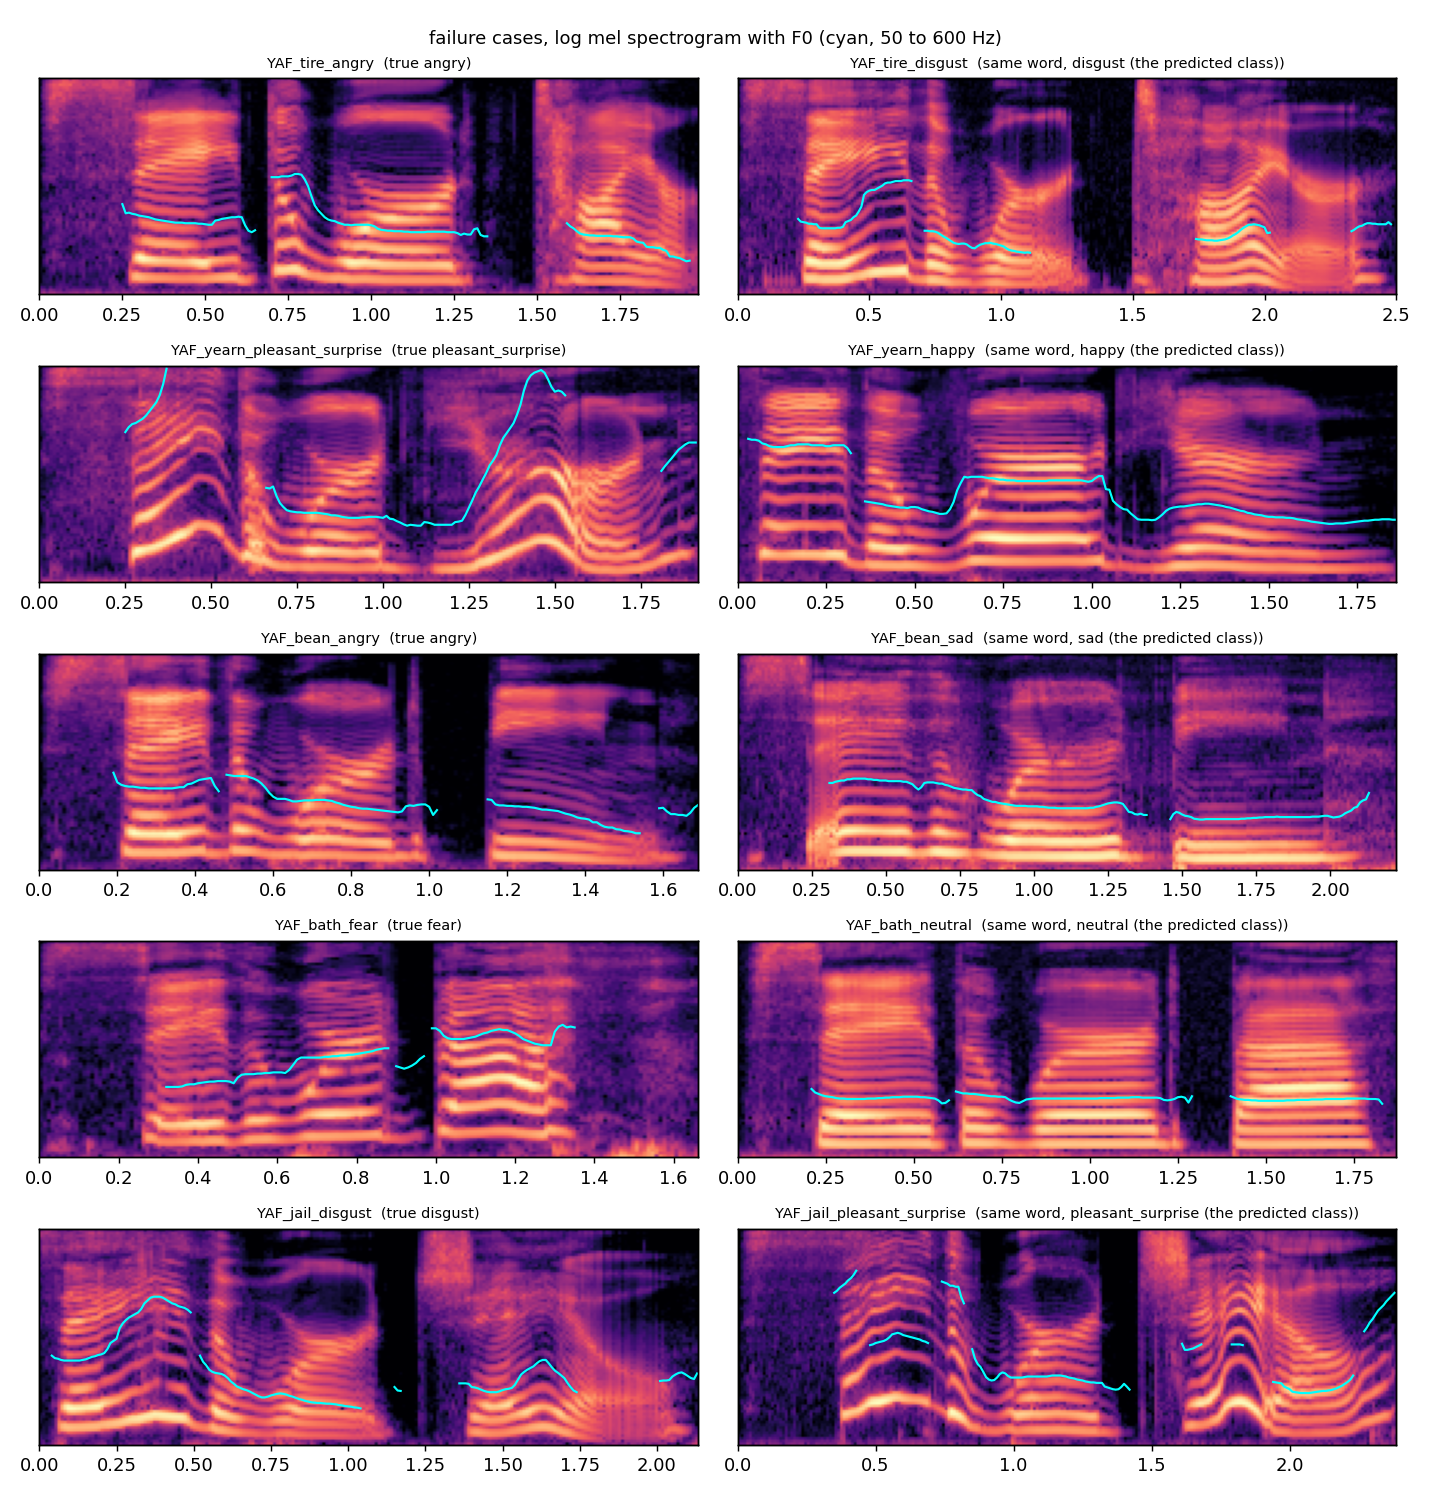 failure cases, log mel spectrogram with F0 (cyan, 50 to 600 Hz)
YAF_tire_angry (true angry)
YAF_tire_disgust (same word, disgust (the predicted class))
0.00 0.25 0.50 0.75 1.00 1.25 1.50 1.75
0.0 0.5 1.0 1.5 2.0 2.5
YAF_yearn_pleasant_surprise (true pleasant_surprise)
YAF_yearn_happy (same word, happy (the predicted class))
0.00 0.25 0.50 0.75 1.00 1.25 1.50 1.75
0.00 0.25 0.50 0.75 1.00 1.25 1.50 1.75
YAF_bean_angry (true angry)
YAF_bean_sad (same word, sad (the predicted class))
0.0 0.2 0.4 0.6 0.8 1.0 1.2 1.4 1.6
0.00 0.25 0.50 0.75 1.00 1.25 1.50 1.75 2.00
YAF_bath_fear (true fear)
YAF_bath_neutral (same word, neutral (the predicted class))
0.0 0.2 0.4 0.6 0.8 1.0 1.2 1.4 1.6
0.00 0.25 0.50 0.75 1.00 1.25 1.50 1.75
YAF_jail_disgust (true disgust)
YAF_jail_pleasant_surprise (same word, pleasant_surprise (the predicted class))
0.00 0.25 0.50 0.75 1.00 1.25 1.50 1.75 2.00
0.0 0.5 1.0 1.5 2.0